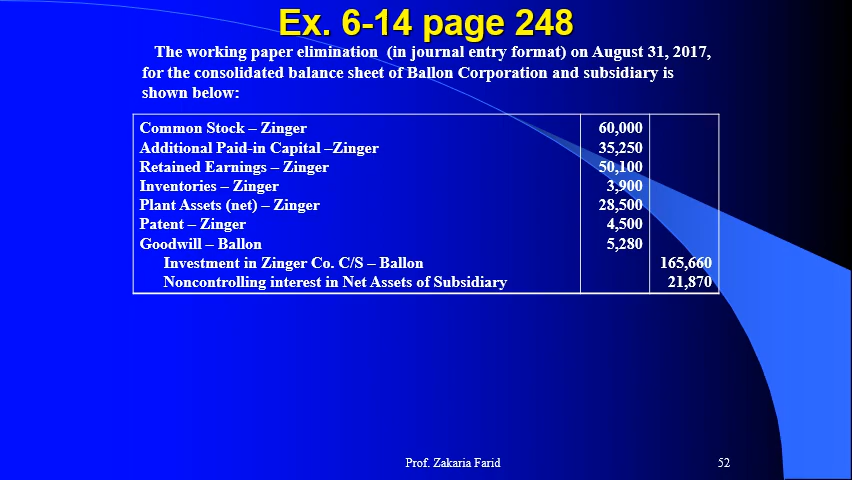 Ex. 6-14 page 248
The working paper elimination (in journal entry format) on August 31, 2017,
for the consolidated balance sheet of Ballon Corporation and subsidiary is
shown below:
Common Stock – Zinger 60,000
Additional Paid-in Capital –Zinger 35,250
Retained Earnings – Zinger 50,100
Inventories – Zinger 3,900
Plant Assets (net) – Zinger 28,500
Patent – Zinger 4,500
Goodwill – Ballon 5,280
Investment in Zinger Co. C/S – Ballon 165,660
Noncontrolling interest in Net Assets of Subsidiary 21,870
Prof. Zakaria Farid 52